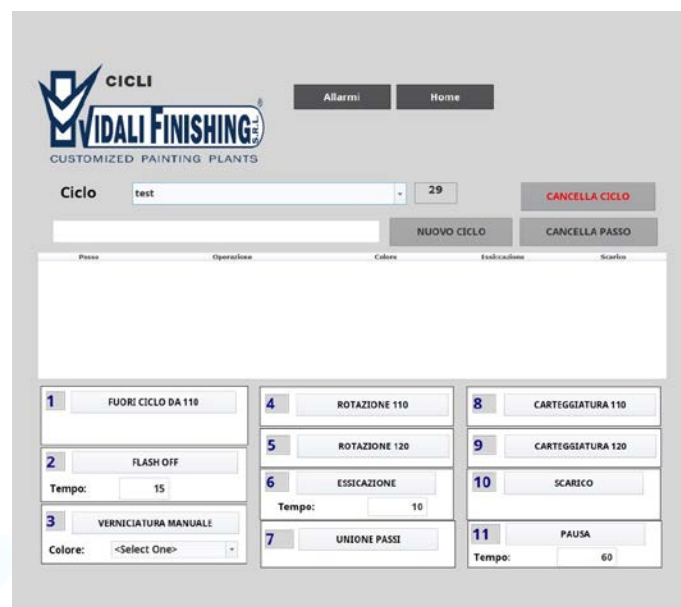 CICLI
Allarmi Home
VIDALI FINISHING S.R.L. ®
CUSTOMIZED PAINTING PLANTS
Ciclo test 29 CANCELLA CICLO
NUOVO CICLO CANCELLA PASSO
Passo Operazione Colore Essiccazione Scarico
1 FUORI CICLO DA 110
2 FLASH OFF
Tempo: 15
3 VERNICIATURA MANUALE
Colore: <Select One>
4 ROTAZIONE 110
5 ROTAZIONE 120
6 ESSICAZIONE
Tempo: 10
7 UNIONE PASSI
8 CARTEGGIATURA 110
9 CARTEGGIATURA 120
10 SCARICO
11 PAUSA
Tempo: 60